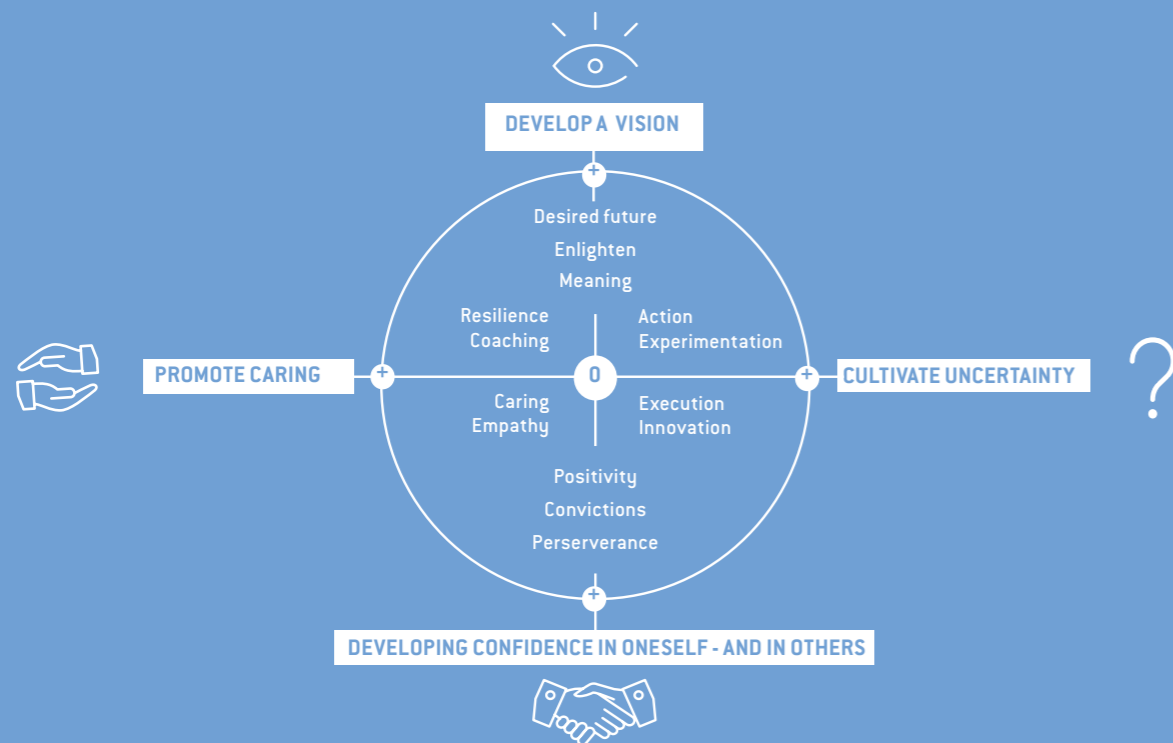 DEVELOP A VISION
+
Desired future
Enlighten
Meaning
Resilience
Coaching
Action
Experimentation
PROMOTE CARING
+
0
+
CULTIVATE UNCERTAINTY
?
Caring
Empathy
Execution
Innovation
Positivity
Convictions
Perserverance
+
DEVELOPING CONFIDENCE IN ONESELF - AND IN OTHERS